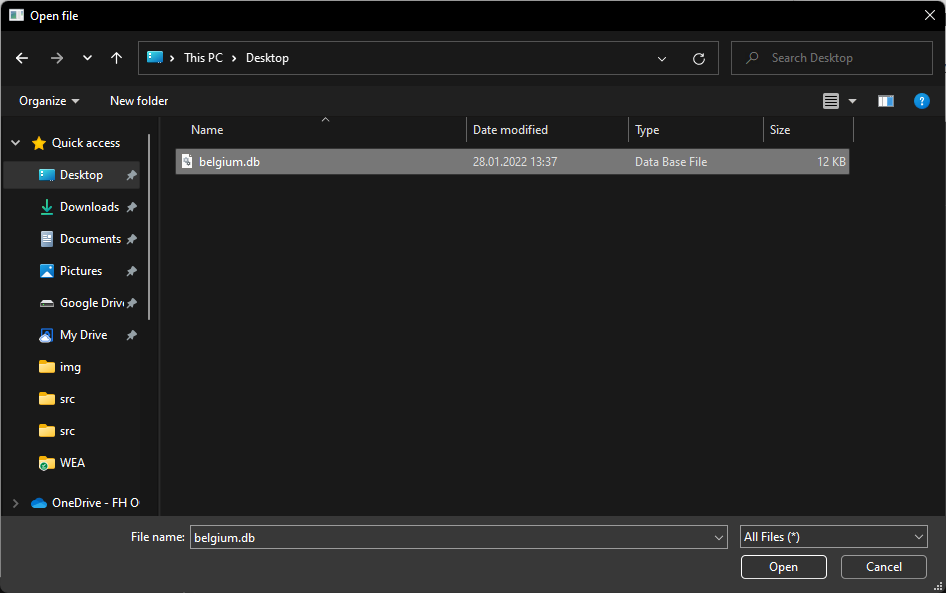 Open file
This PC > Desktop
Search Desktop
Organize
New folder
?
Name
Date modified
Type
Size
Quick access
belgium.db
28.01.2022 13:37
Data Base File
12 KB
Desktop
Downloads
Documents
Pictures
Google Driv
My Drive
img
src
src
WEA
OneDrive - FH O
File name:
belgium.db
All Files (*)
Open
Cancel